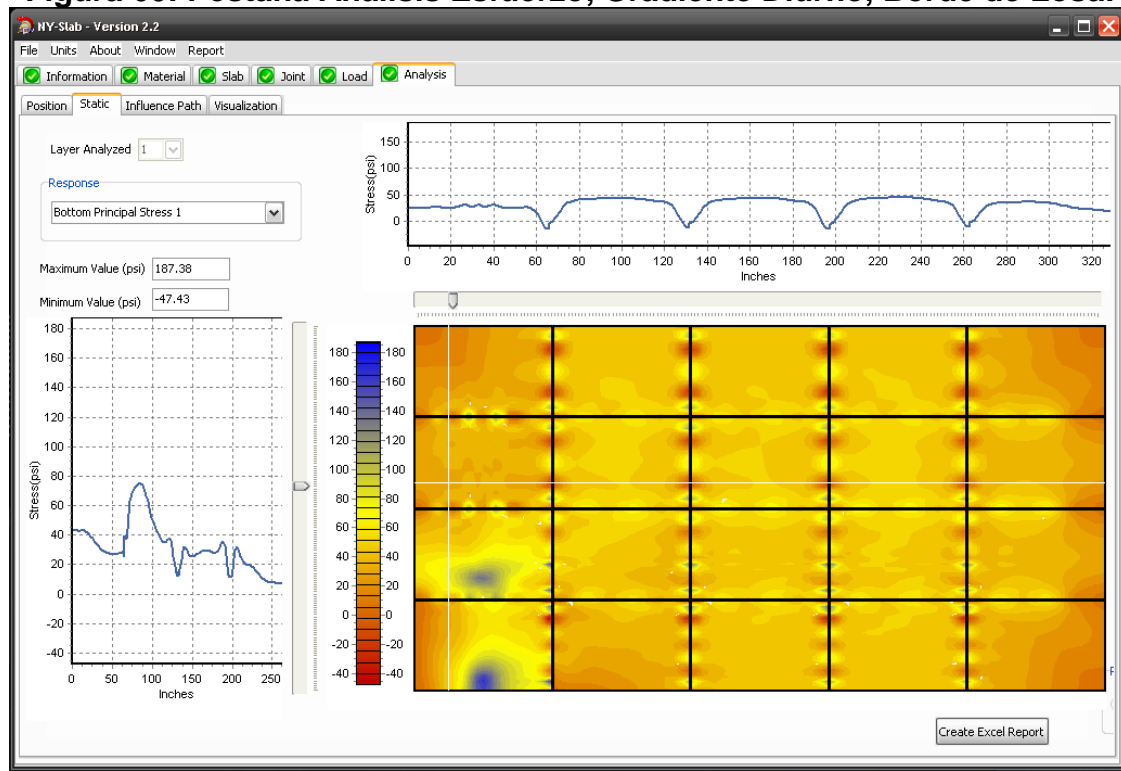 NY-Slab - Version 2.2
File Units About Window Report
Information Material Slab Joint Load Analysis
Position Static Influence Path Visualization
Layer Analyzed 1
Response
Bottom Principal Stress 1
Maximum Value (psi) 187.38
Minimum Value (psi) -47.43
150
100
50
0
Stress(psi)
0 20 40 60 80 100 120 140 160 180 200 220 240 260 280 300 320
Inches
180
160
140
120
100
80
60
40
20
0
-20
-40
Stress(psi)
0 50 100 150 200 250
Inches
180 180
160 160
140 140
120 120
100 100
80 80
60 60
40 40
20 20
0 0
-20 -20
-40 -40
Create Excel Report